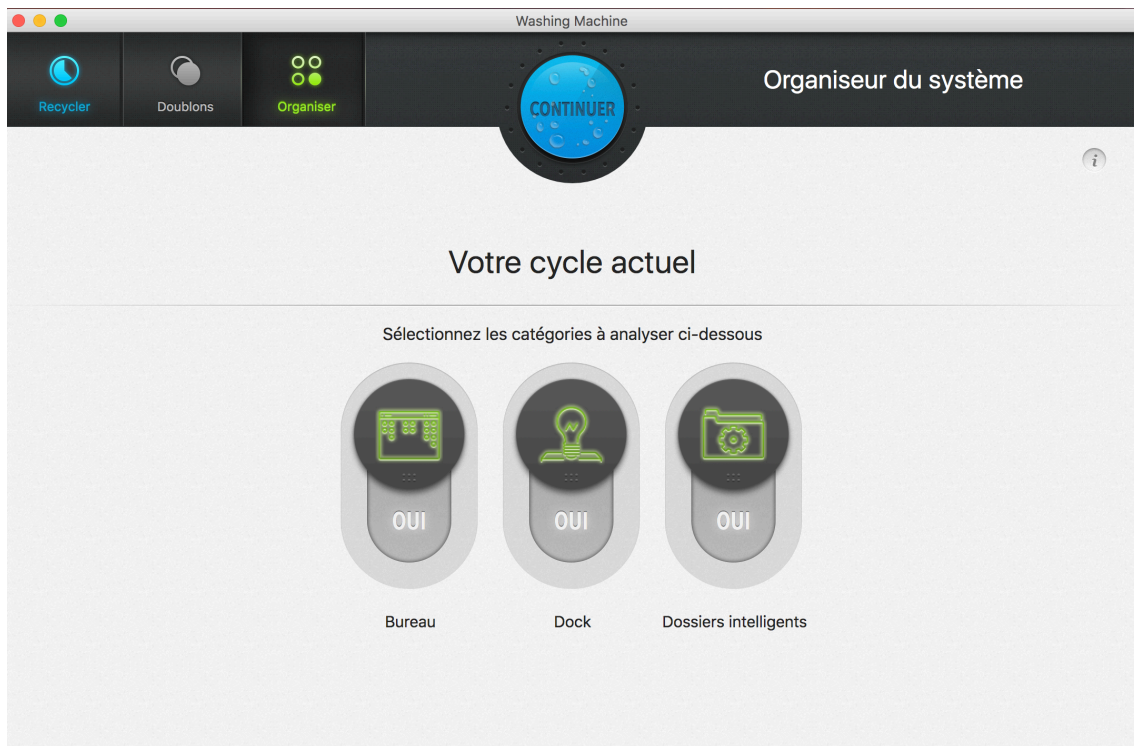 Washing Machine
Recycler
Doublons
Organiser
CONTINUER
Organiseur du système
i
Votre cycle actuel
Sélectionnez les catégories à analyser ci-dessous
OUI
OUI
OUI
Bureau
Dock
Dossiers intelligents